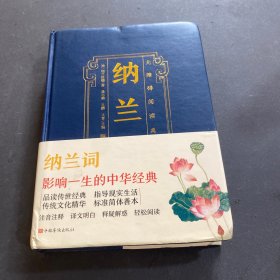 纳兰
纳兰词
影响一生的中华经典
品读传世经典 指导现实生活
传统文化精华 标准简体善本
注音注释 译文明白 释疑解惑 轻松阅读